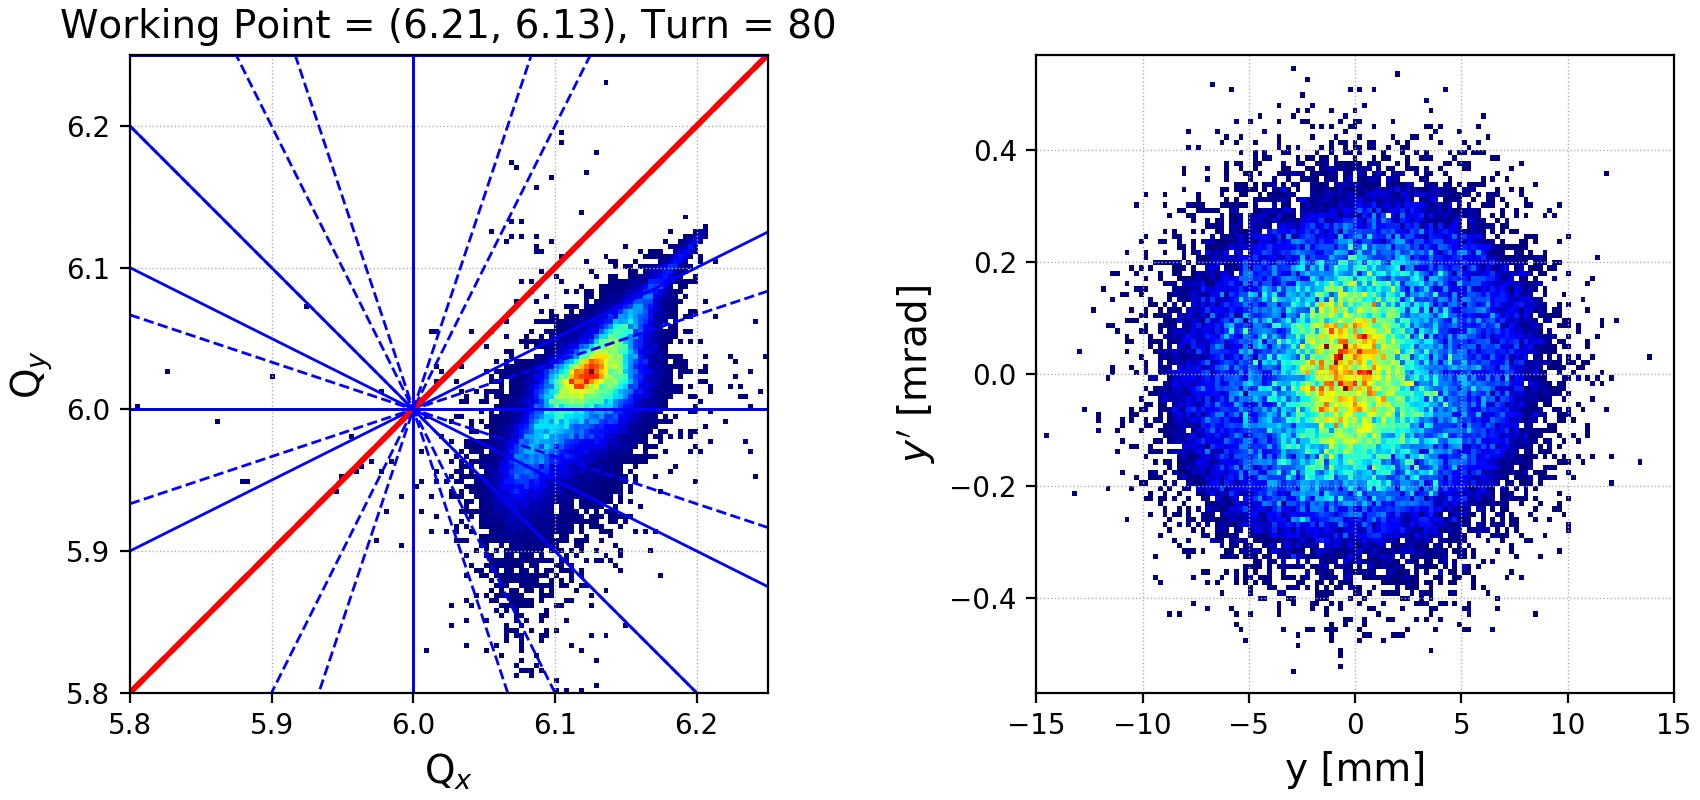 Working Point = (6.21, 6.13), Turn = 80
6.2
6.1
6.0
5.9
5.8
Q_y
5.8 5.9 6.0 6.1 6.2
Q_x
0.4
0.2
0.0
−0.2
−0.4
y′ [mrad]
−15 −10 −5 0 5 10 15
y [mm]